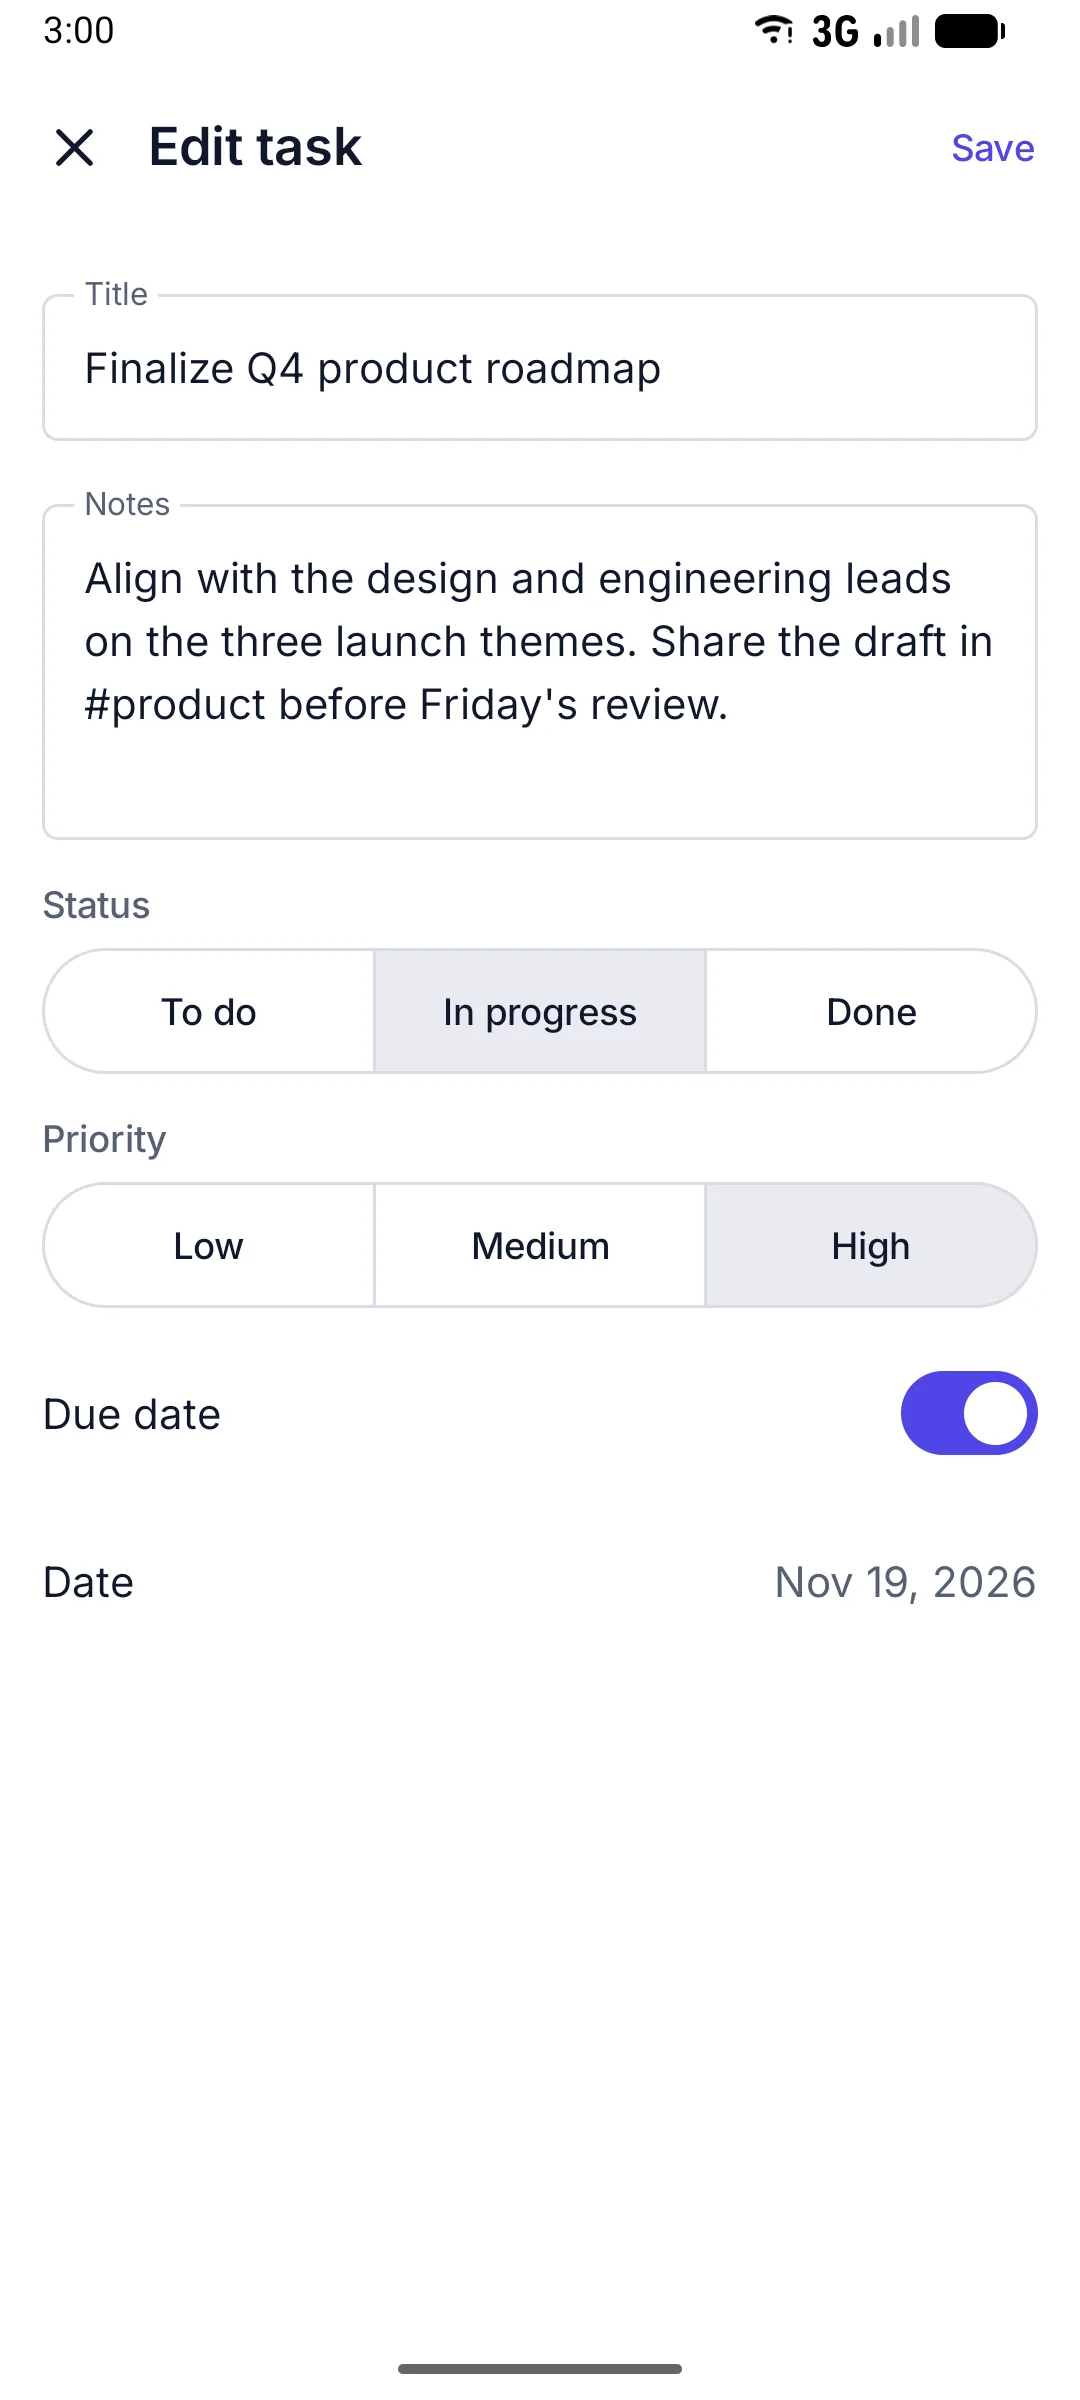 3:00
3G
Edit task
Save
Title
Finalize Q4 product roadmap
Notes
Align with the design and engineering leads
on the three launch themes. Share the draft in
#product before Friday's review.
Status
To do
In progress
Done
Priority
Low
Medium
High
Due date
Date
Nov 19, 2026